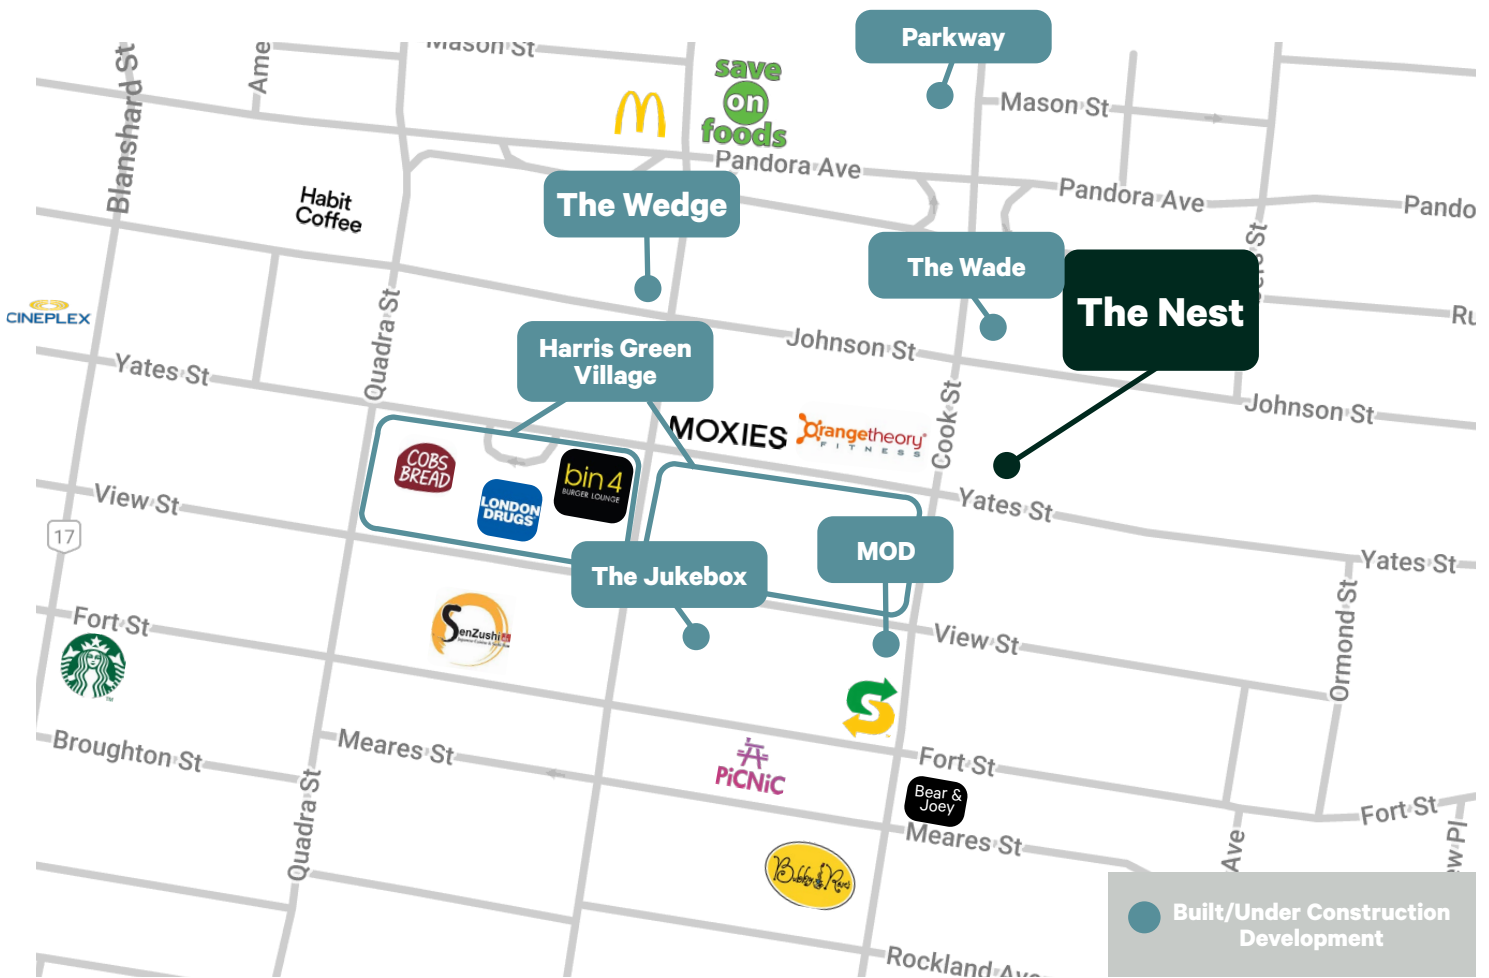 Parkway
Mason St
Blanshard St
Ame
save
on
foods
Mason St
Pandora Ave
Pandora Ave
Pando
Habit
Coffee
The Wedge
The Wade
The Nest
CINEPLEX
Quadra St
Ru
Johnson St
Harris Green
Village
Yates St
Cook St
Johnson St
MOXIES
Orangetheory
FITNESS
COBS
BREAD
bin 4
BURGER LOUNGE
LONDON
DRUGS
View St
17
Yates St
MOD
Yates St
The Jukebox
Ormond St
Fort St
SenZushi
View St
Broughton St
Meares St
PiCNiC
Fort St
Bear &
Joey
Fort St
Quadra St
Meares St
Ave
ew Pl
Bubby Rose
Built/Under Construction
Development
Rockland Ave